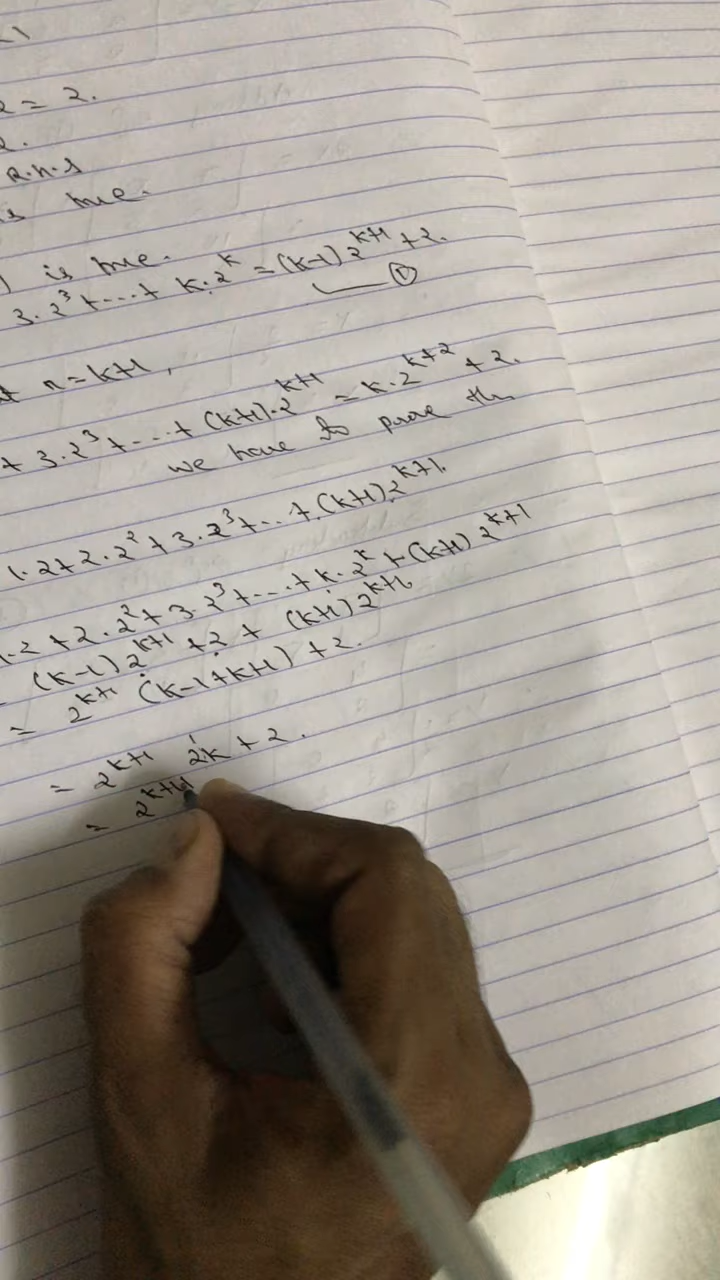 2 = 2.
2.
R.H.S
is true.
) is true.
3·2³ + ---- + k·2ᵏ = (k-1) 2ᵏ⁺¹ + 2.
n = k+1,
+ 3·2³ + ---- + (k+1)·2ᵏ⁺¹ = k·2ᵏ⁺² + 2.
we have to prove this
1·2 + 2·2² + 3·2³ + --- + (k+1) 2ᵏ⁺¹.
1·2 + 2·2² + 3·2³ + ---- + k·2ᵏ + (k+1) 2ᵏ⁺¹
(k-1) 2ᵏ⁺¹ + 2 + (k+1) 2ᵏ⁺¹.
= 2ᵏ⁺¹ (k-1+k+1) + 2.
= 2ᵏ⁺¹ 2k + 2.
= 2ᵏ⁺¹